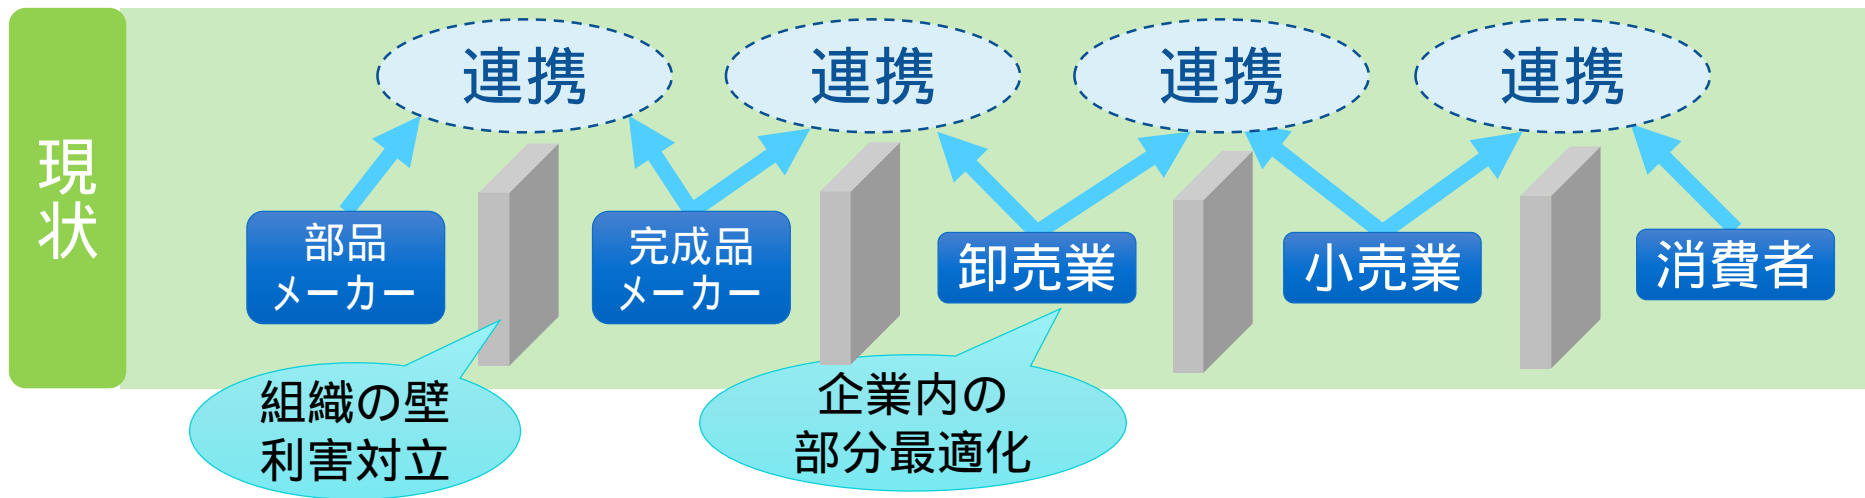 現状
連携
連携
連携
連携
部品
メーカー
完成品
メーカー
卸売業
小売業
消費者
組織の壁
利害対立
企業内の
部分最適化